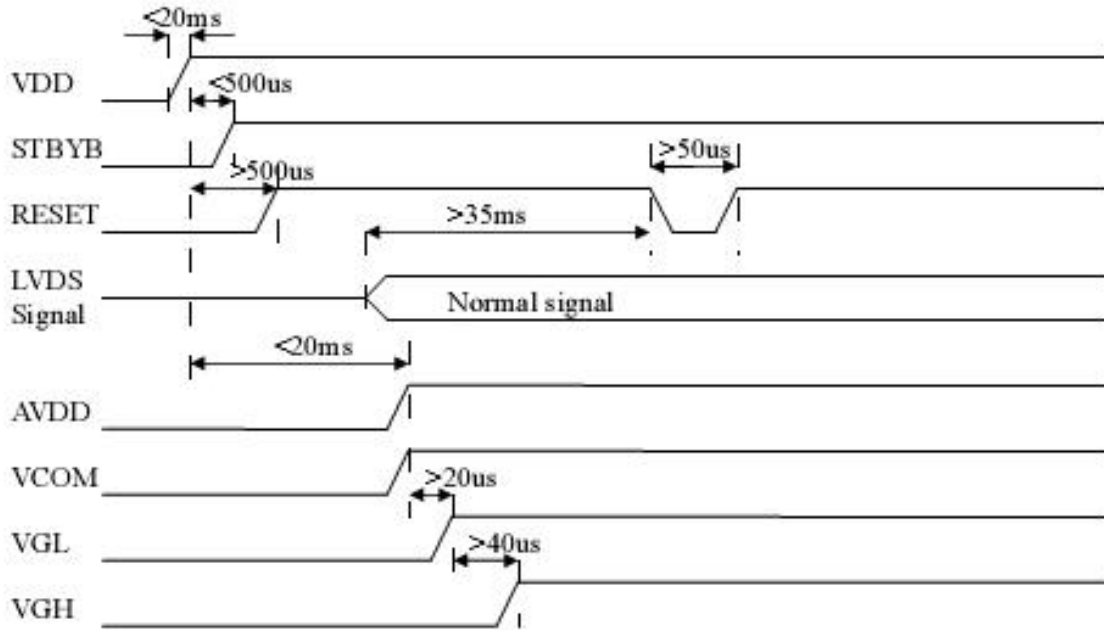 <20ms
VDD
<500us
STBYB
>50us
>500us
RESET
>35ms
LVDS
Signal
Normal signal
<20ms
AVDD
VCOM
>20us
VGL
>40us
VGH